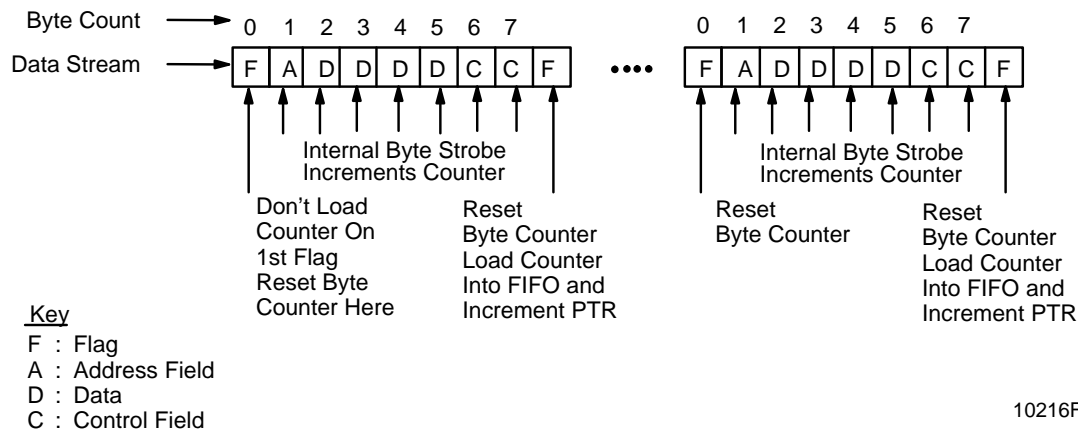 Byte Count 0 1 2 3 4 5 6 7 0 1 2 3 4 5 6 7
Data Stream F A D D D D C C F •••• F A D D D D C C F
Internal Byte Strobe
Increments Counter
Internal Byte Strobe
Increments Counter
Don't Load
Counter On
1st Flag
Reset Byte
Counter Here
Reset
Byte Counter
Load Counter
Into FIFO and
Increment PTR
Reset
Byte Counter
Reset
Byte Counter
Load Counter
Into FIFO and
Increment PTR
Key
F : Flag
A : Address Field
D : Data
C : Control Field
10216F